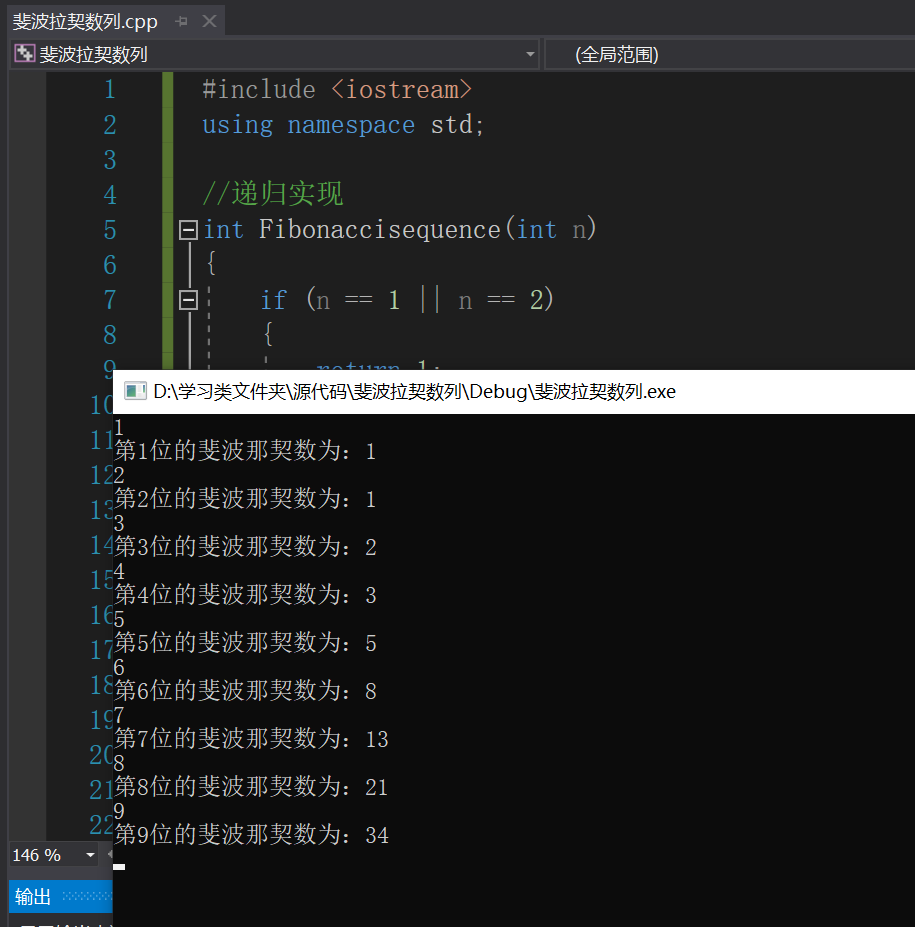 斐波拉契数列.cpp
斐波拉契数列
(全局范围)
1 #include <iostream>
2 using namespace std;
3
4 //递归实现
5 int Fibonaccisequence(int n)
6 {
7 if (n == 1 || n == 2)
8 {
9 return 1;
10
11
12
13
14
15
16
17
18
19
20
21
22
D:\学习类文件夹\源代码\斐波拉契数列\Debug\斐波拉契数列.exe
1
第1位的斐波那契数为：1
2
第2位的斐波那契数为：1
3
第3位的斐波那契数为：2
4
第4位的斐波那契数为：3
5
第5位的斐波那契数为：5
6
第6位的斐波那契数为：8
7
第7位的斐波那契数为：13
8
第8位的斐波那契数为：21
9
第9位的斐波那契数为：34
146 %
输出